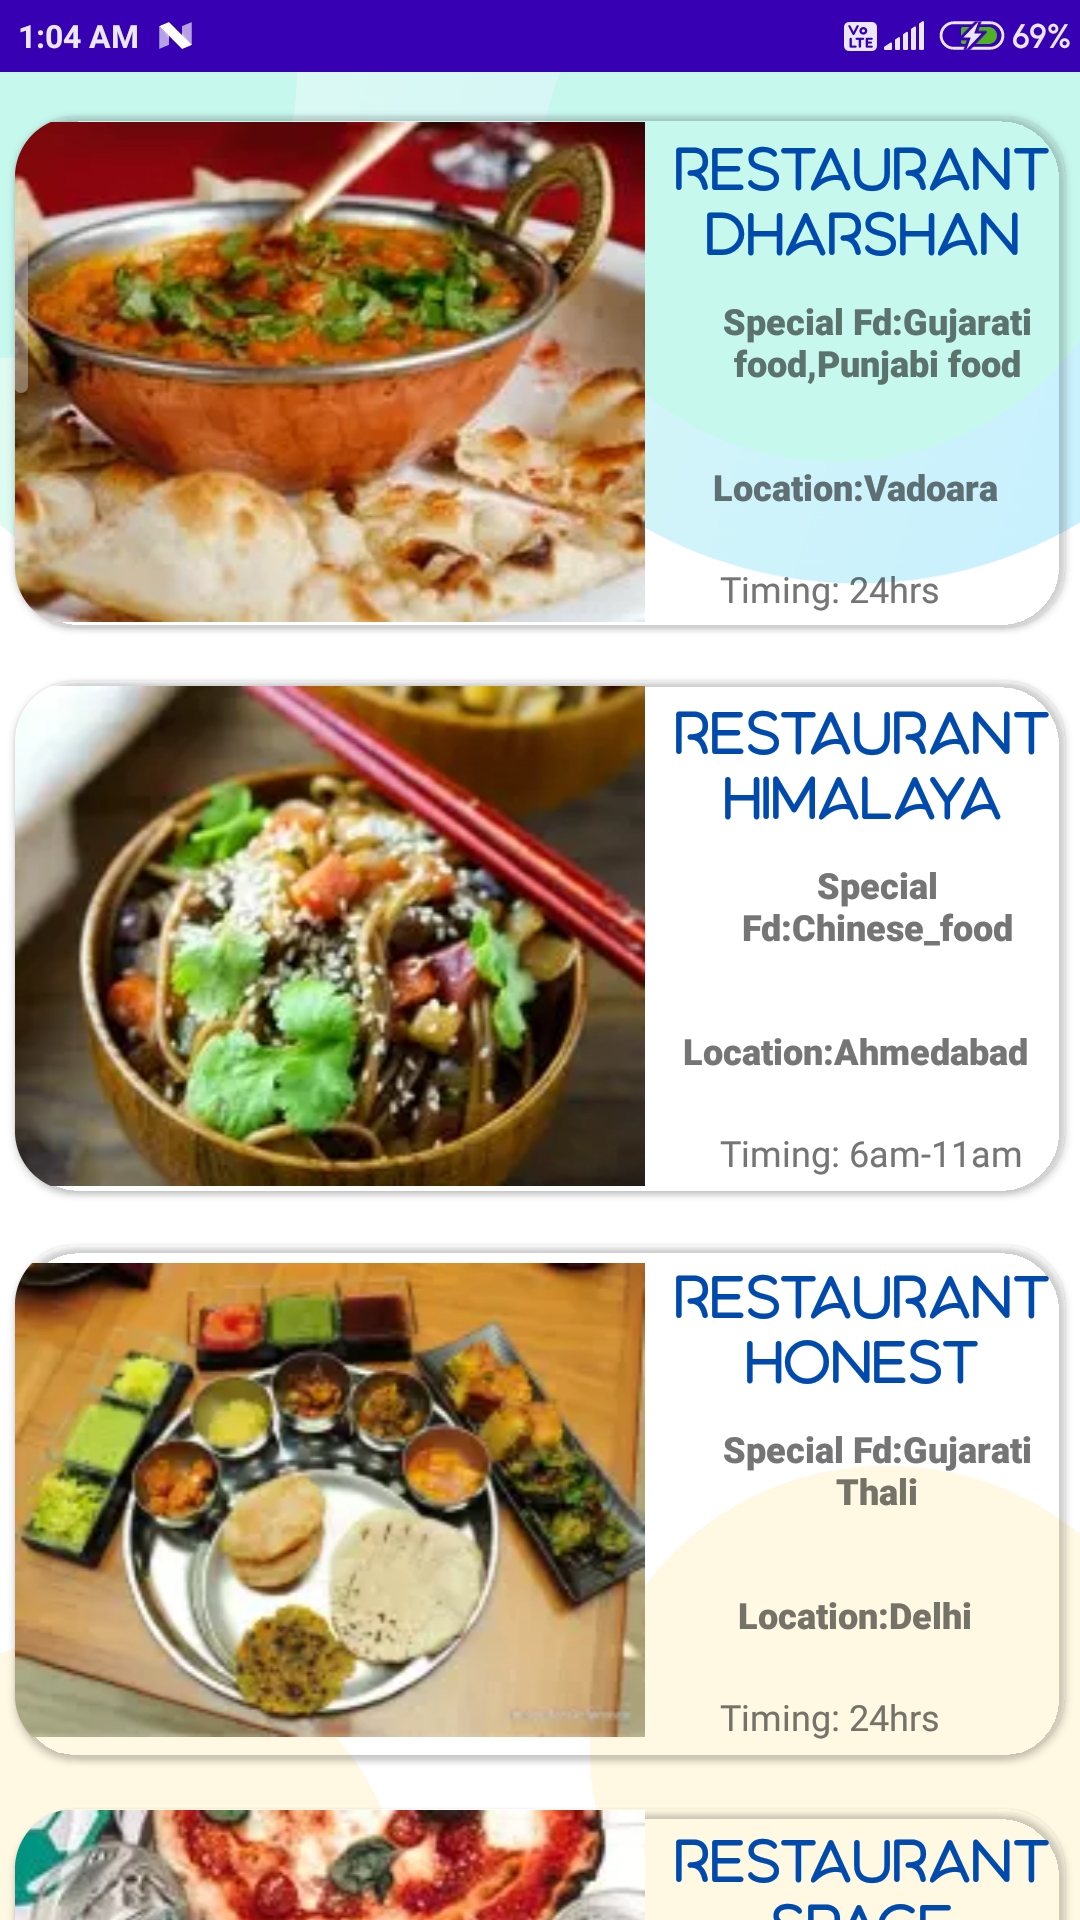 1:04 AM
Vo LTE 69%
RESTAURANT
DHARSHAN
Special Fd:Gujarati
food,Punjabi food
Location:Vadoara
Timing: 24hrs
RESTAURANT
HIMALAYA
Special
Fd:Chinese_food
Location:Ahmedabad
Timing: 6am-11am
RESTAURANT
HONEST
Special Fd:Gujarati
Thali
Location:Delhi
Timing: 24hrs
RESTAURANT
SPACE